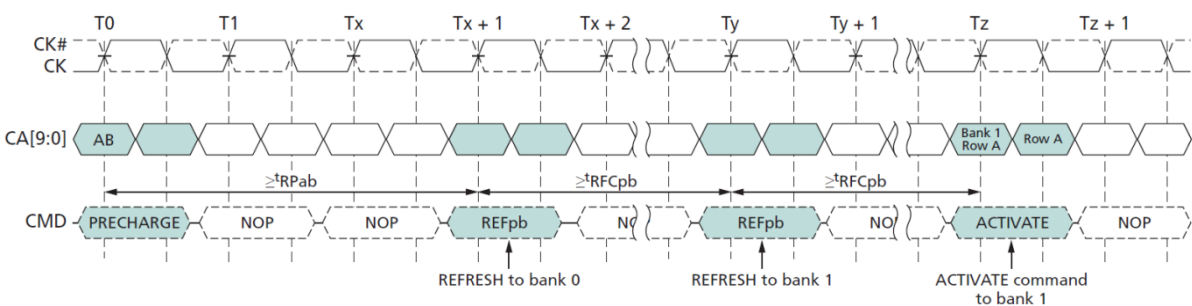 T0 T1 Tx Tx + 1 Tx + 2 Ty Ty + 1 Tz Tz + 1
CK#
CK
CA[9:0] AB Bank 1
Row A Row A
≥tRPab ≥tRFCpb ≥tRFCpb
CMD PRECHARGE NOP NOP REFpb REFpb ACTIVATE NOP
REFRESH to bank 0 REFRESH to bank 1 ACTIVATE command
to bank 1